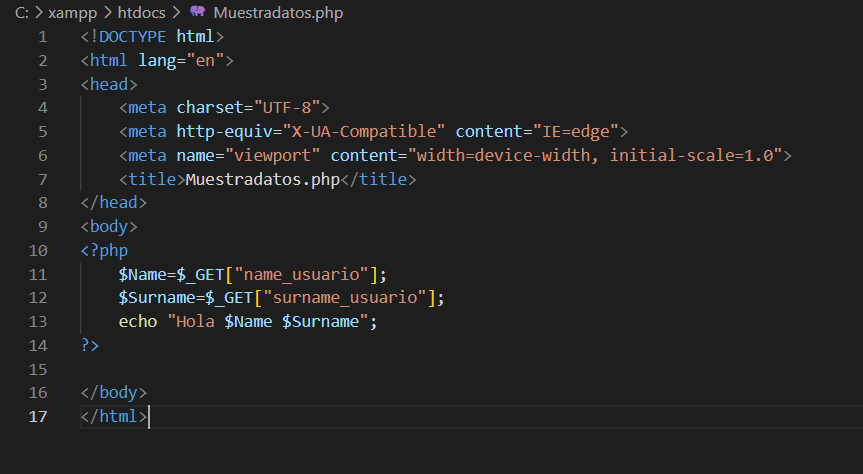 C: > xampp > htdocs > Muestradatos.php
1 <!DOCTYPE html>
2 <html lang="en">
3 <head>
4     <meta charset="UTF-8">
5     <meta http-equiv="X-UA-Compatible" content="IE=edge">
6     <meta name="viewport" content="width=device-width, initial-scale=1.0">
7     <title>Muestradatos.php</title>
8 </head>
9 <body>
10 <?php
11     $Name=$_GET["name_usuario"];
12     $Surname=$_GET["surname_usuario"];
13     echo "Hola $Name $Surname";
14 ?>
15
16 </body>
17 </html>